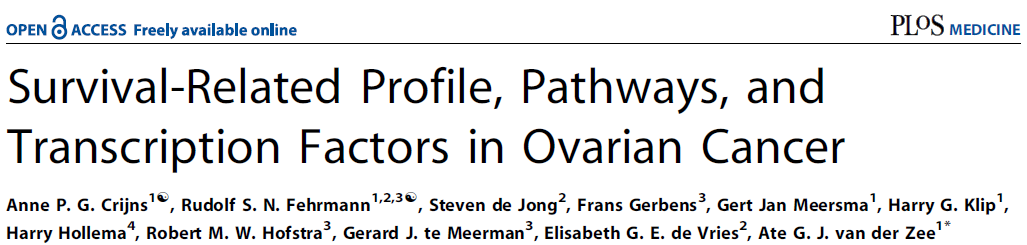 OPEN ACCESS Freely available online PLoS MEDICINE
Survival-Related Profile, Pathways, and
Transcription Factors in Ovarian Cancer
Anne P. G. Crijns1☯, Rudolf S. N. Fehrmann1,2,3☯, Steven de Jong2, Frans Gerbens3, Gert Jan Meersma1, Harry G. Klip1,
Harry Hollema4, Robert M. W. Hofstra3, Gerard J. te Meerman3, Elisabeth G. E. de Vries2, Ate G. J. van der Zee1*